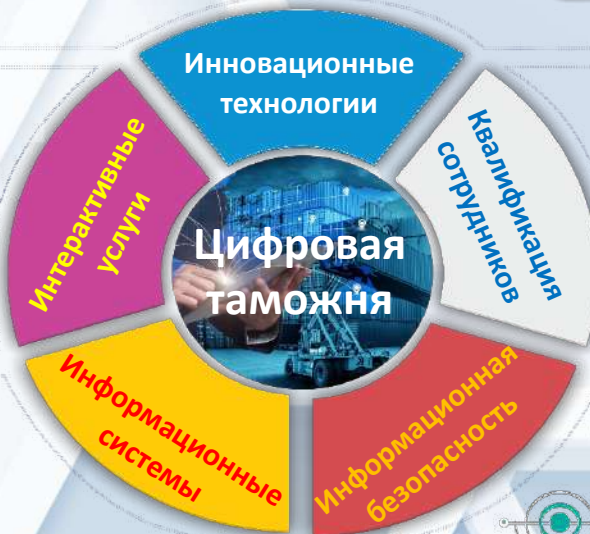 Инновационные
технологии
Квалификация
сотрудников
Информационная
безопасность
Информационные
системы
Интерактивные
услуги
Цифровая
таможня